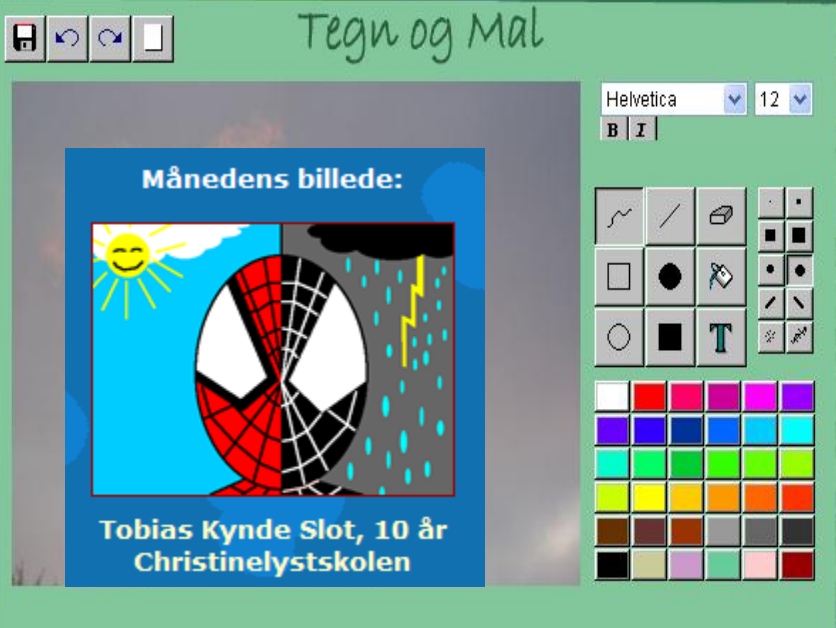 Tegn og Mal
Helvetica 12
B I
Månedens billede:
T
Tobias Kynde Slot, 10 år
Christinelystskolen